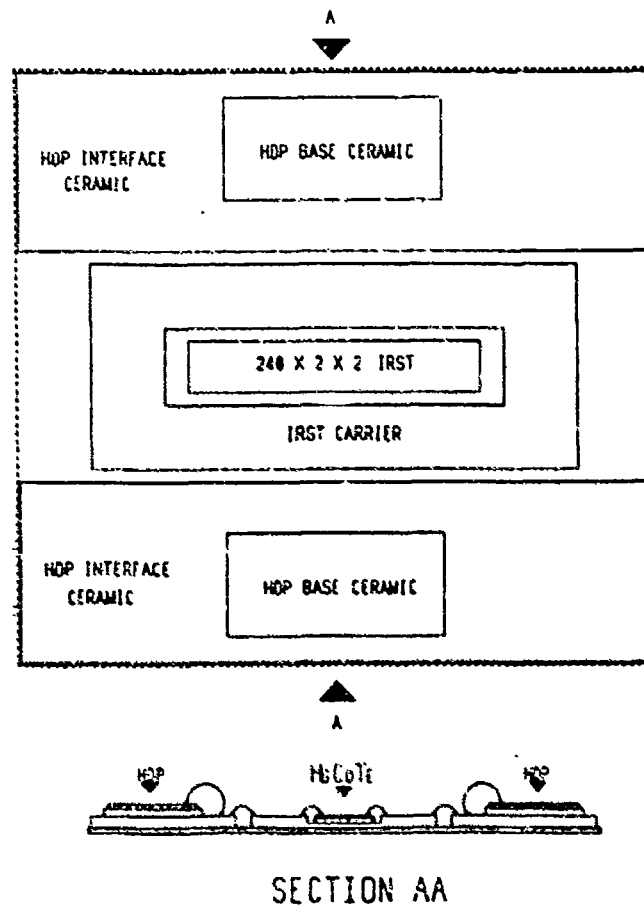 A
HDP BASE CERAMIC
HDP INTERFACE
CERAMIC
240 X 2 X 2 IRST
IRST CARRIER
HDP INTERFACE
CERAMIC
HDP BASE CERAMIC
A
HDP
HgCdTe
HDP
SECTION AA